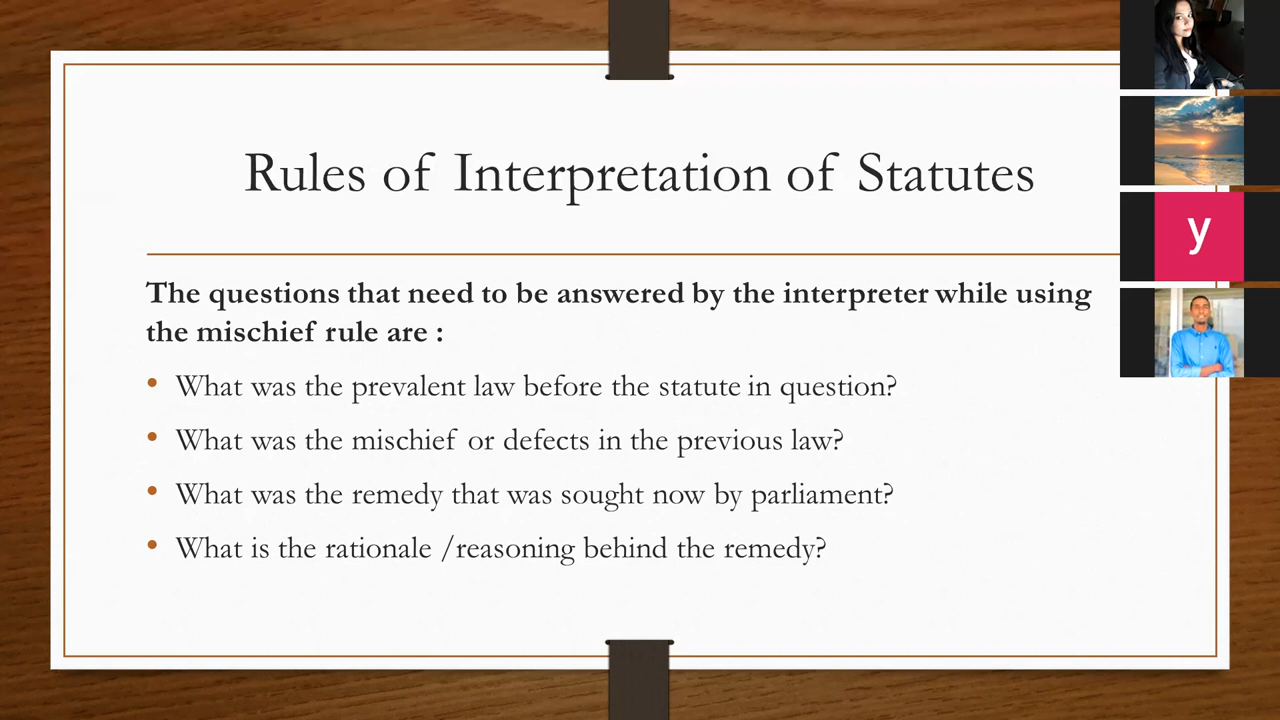 Rules of Interpretation of Statutes
The questions that need to be answered by the interpreter while using
the mischief rule are :
• What was the prevalent law before the statute in question?
• What was the mischief or defects in the previous law?
• What was the remedy that was sought now by parliament?
• What is the rationale /reasoning behind the remedy?
y